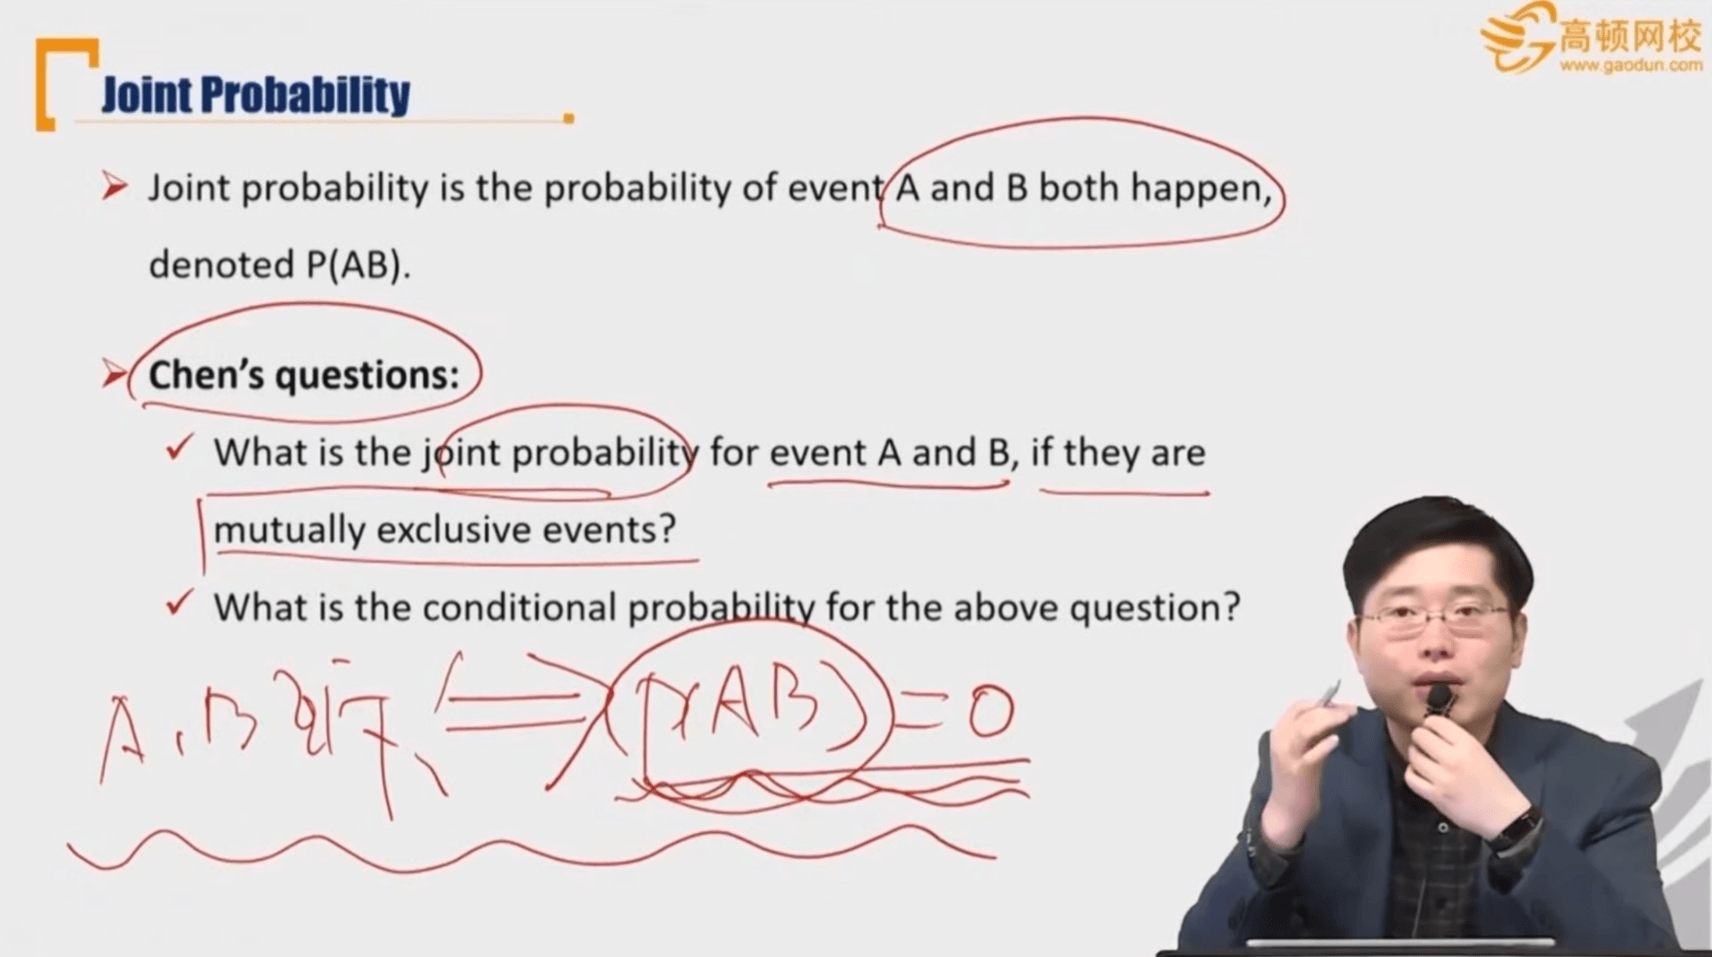 高顿网校
www.gaodun.com
Joint Probability
Joint probability is the probability of event A and B both happen,
denoted P(AB).
Chen’s questions:
What is the joint probability for event A and B, if they are
mutually exclusive events?
What is the conditional probability for the above question?
A, B 斥 ⟺ P(AB) = 0